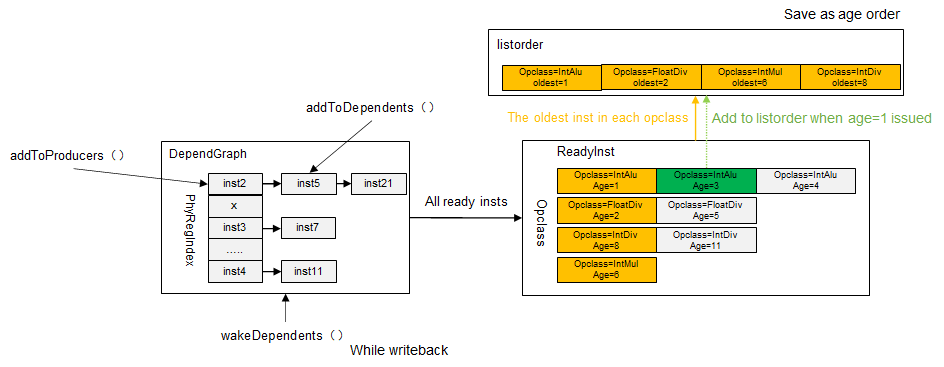 Save as age order
listorder
Opclass=IntAlu
oldest=1
Opclass=FloatDiv
oldest=2
Opclass=IntMul
oldest=6
Opclass=IntDiv
oldest=8
addToDependents（）
The oldest inst in each opclass
Add to listorder when age=1 issued
addToProducers（）
DependGraph
PhyRegIndex
inst2
inst5
inst21
x
inst3
inst7
.....
inst4
inst11
All ready insts
ReadyInst
Opclass
Opclass=IntAlu
Age=1
Opclass=IntAlu
Age=3
Opclass=IntAlu
Age=4
Opclass=FloatDiv
Age=2
Opclass=FloatDiv
Age=5
Opclass=IntDiv
Age=8
Opclass=IntDiv
Age=11
Opclass=IntMul
Age=6
wakeDependents（）
While writeback